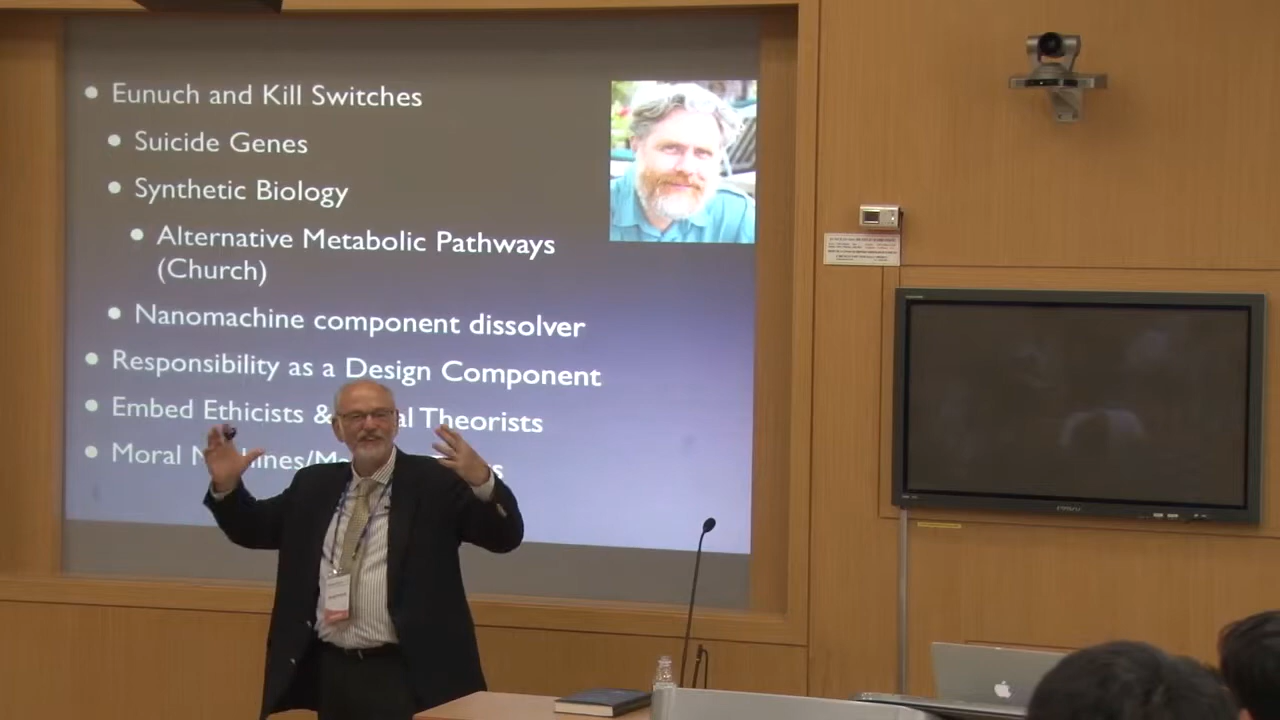 Eunuch and Kill Switches
Suicide Genes
Synthetic Biology
Alternative Metabolic Pathways
(Church)
Nanomachine component dissolver
Responsibility as a Design Component
Embed Ethicists & Theorists
Moral